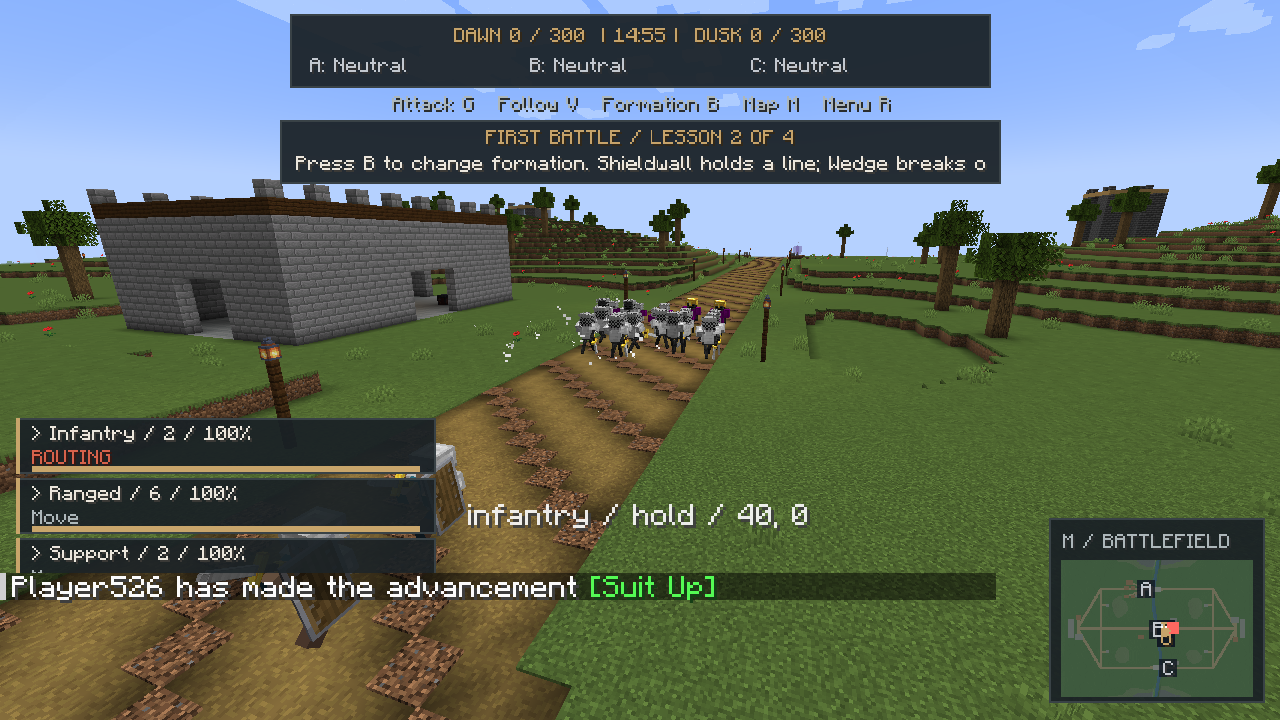 DAWN 0 / 300 | 14:55 | DUSK 0 / 300
A: Neutral B: Neutral C: Neutral
Attack G Follow V Formation B Map M Menu R
FIRST BATTLE / LESSON 2 OF 4
Press B to change formation. Shieldwall holds a line; Wedge breaks o
> Infantry / 2 / 100%
ROUTING
> Ranged / 6 / 100%
Move
infantry / hold / 40, 0
> Support / 2 / 100%
Player526 has made the advancement [Suit Up]
M / BATTLEFIELD
A
B
C